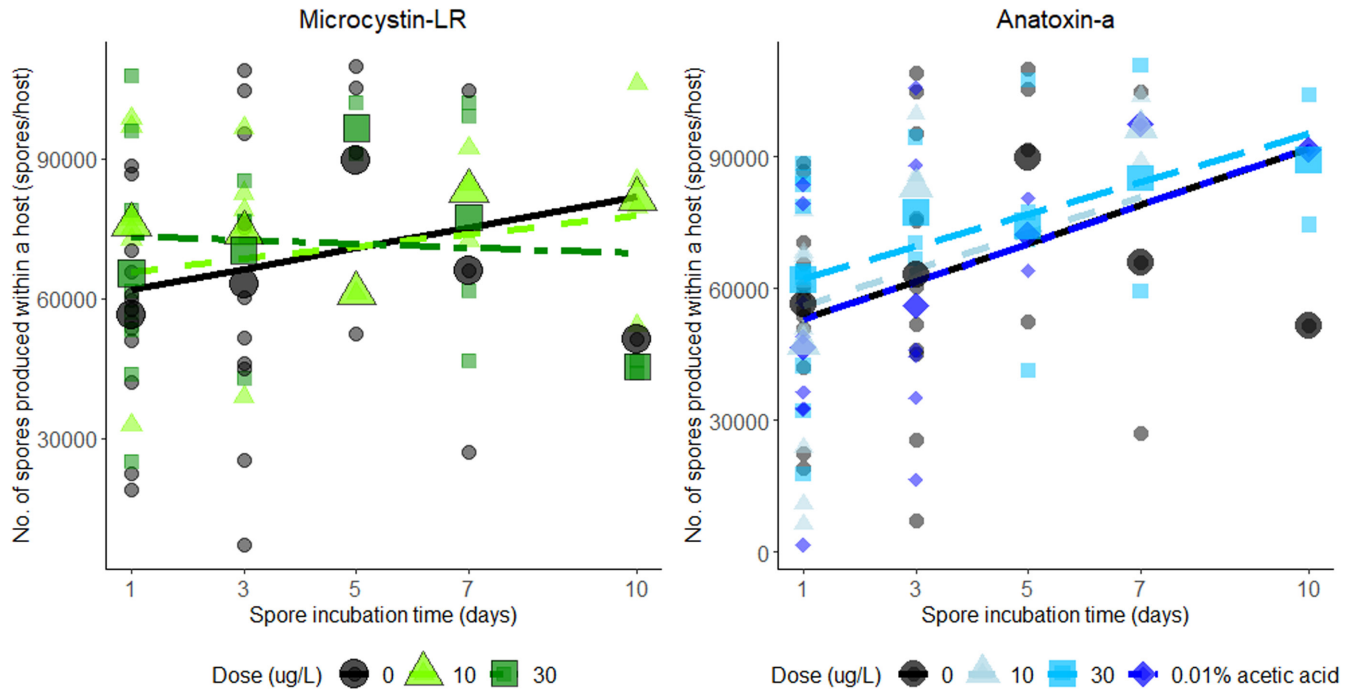 Microcystin-LR
No. of spores produced within a host (spores/host)
90000
60000
30000
1 3 5 7 10
Spore incubation time (days)
Dose (ug/L) 0 10 30
Anatoxin-a
No. of spores produced within a host (spores/host)
90000
60000
30000
0
1 3 5 7 10
Spore incubation time (days)
Dose (ug/L) 0 10 30 0.01% acetic acid